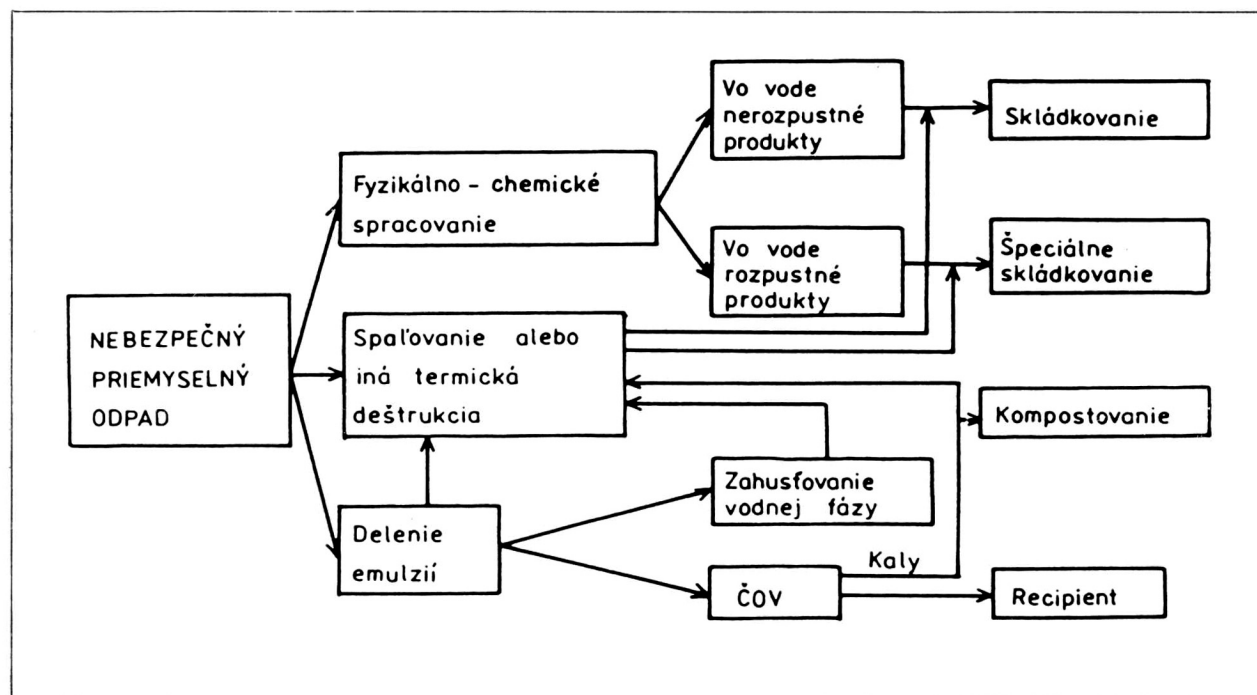 NEBEZPEČNÝ
PRIEMYSELNÝ
ODPAD
Fyzikálno - chemické
spracovanie
Spaľovanie alebo
iná termická
deštrukcia
Delenie
emulzií
Vo vode
nerozpustné
produkty
Vo vode
rozpustné
produkty
Zahusťovanie
vodnej fázy
ČOV
Kaly
Skládkovanie
Špeciálne
skládkovanie
Kompostovanie
Recipient